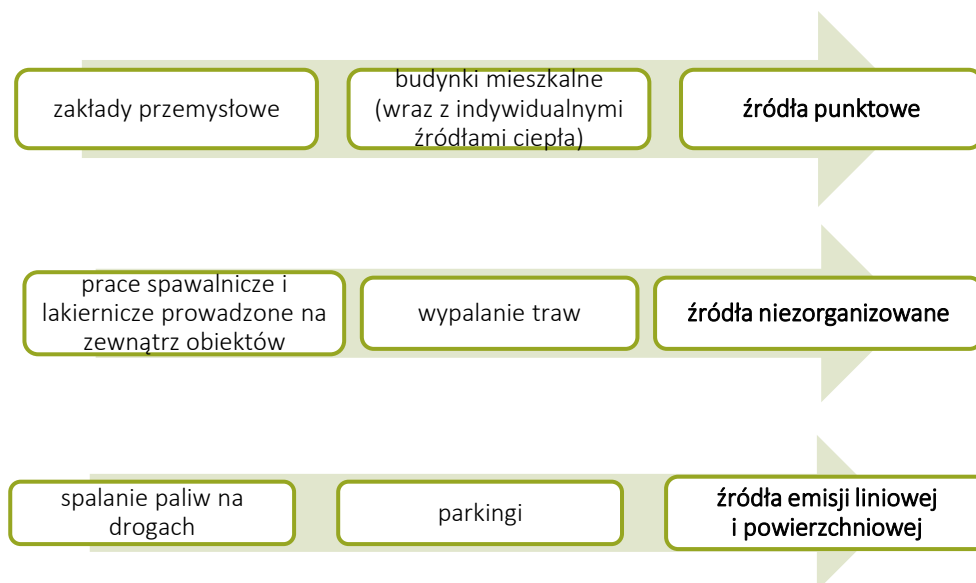 zakłady przemysłowe
budynki mieszkalne
(wraz z indywidualnymi
źródłami ciepła)
źródła punktowe
prace spawalnicze i
lakiernicze prowadzone na
zewnątrz obiektów
wypalanie traw
źródła niezorganizowane
spalanie paliw na
drogach
parkingi
źródła emisji liniowej
i powierzchniowej